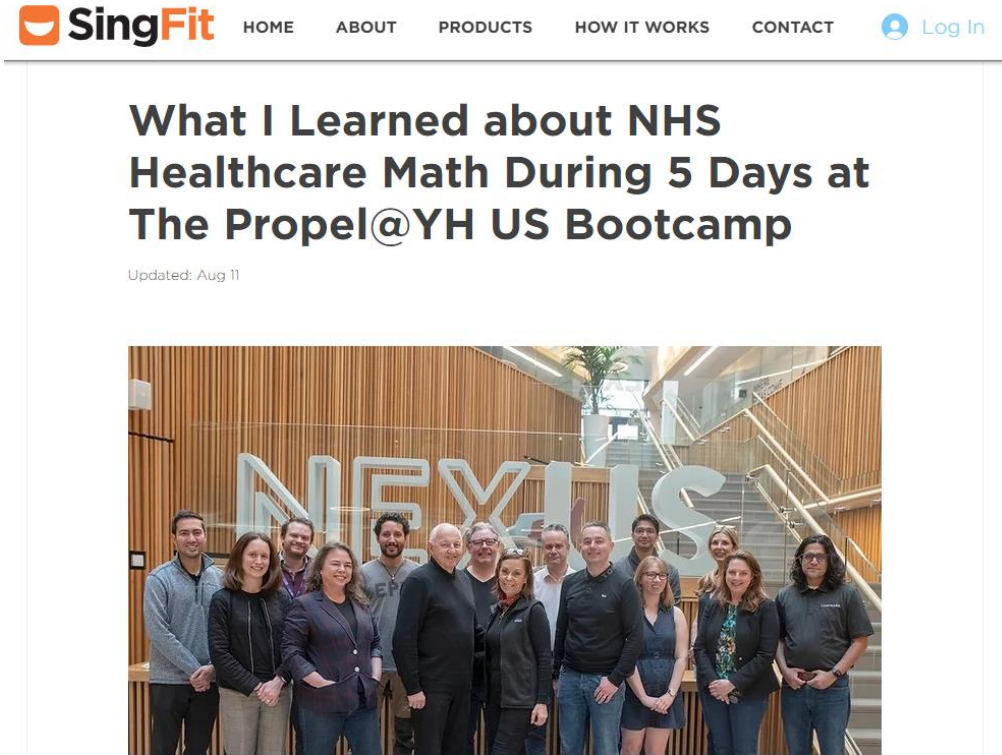 SingFit HOME ABOUT PRODUCTS HOW IT WORKS CONTACT Log In
What I Learned about NHS
Healthcare Math During 5 Days at
The Propel@YH US Bootcamp
Updated: Aug 11
NEXUS